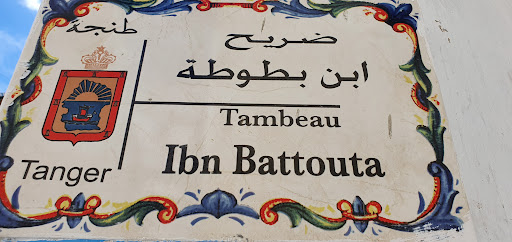 طنجة
ضريح
ابن بطوطة
Tambeau
Ibn Battouta
Tanger